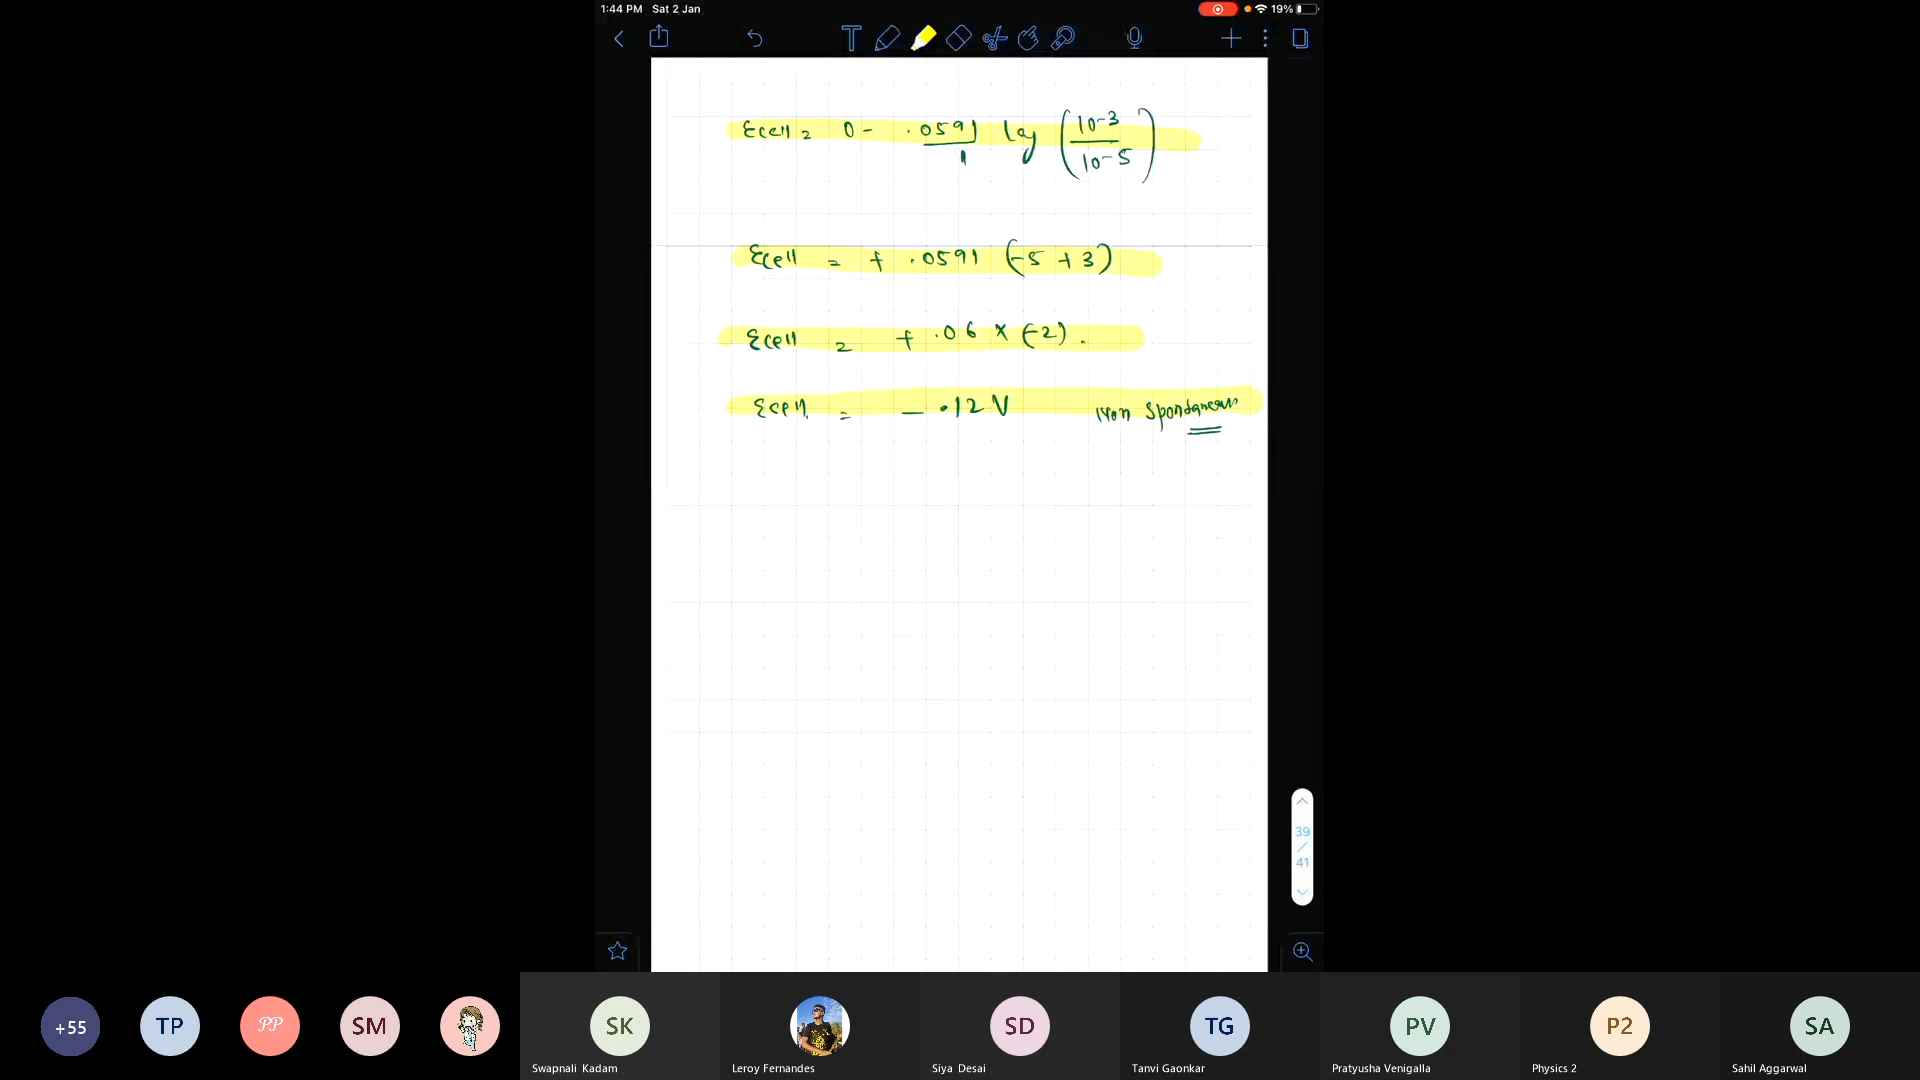 1:44 PM Sat 2 Jan
19%
Ecell = 0 - .0591/1 log (10-3/10-5)
Ecell = + .0591 (-5 + 3)
Ecell = + .06 x (-2).
Ecell = - .12 V Non Spontaneous
39
/
41
+55
TP
PP
SM
SK
SD
TG
PV
P2
SA
Swapnali Kadam
Leroy Fernandes
Siya Desai
Tanvi Gaonkar
Pratyusha Venigalla
Physics 2
Sahil Aggarwal